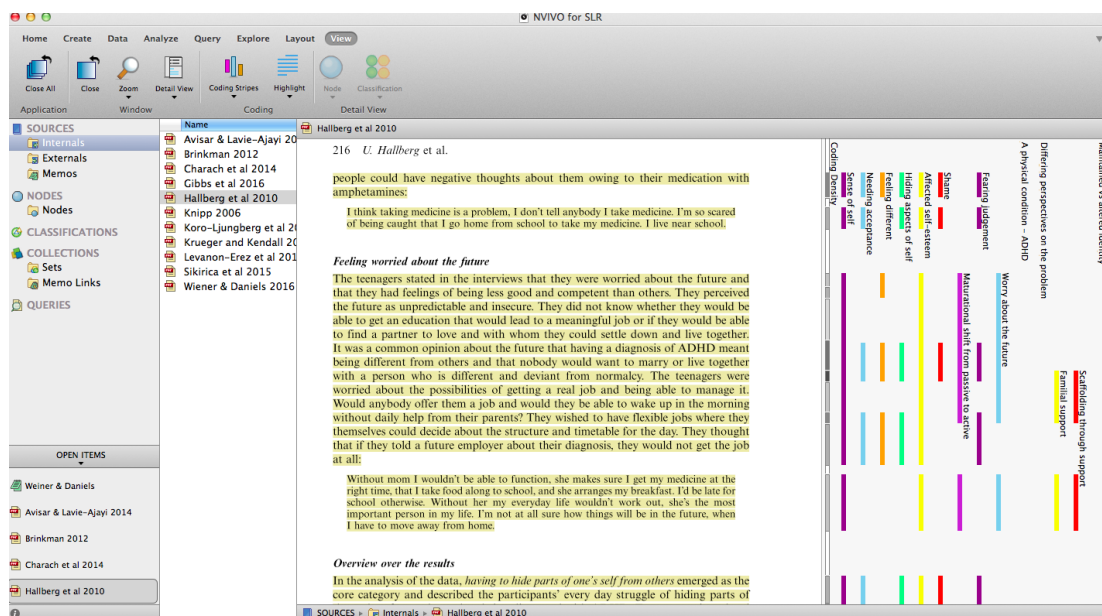 NVIVO for SLR
Home Create Data Analyze Query Explore Layout View
Close All Close Zoom Detail View Coding Stripes Highlight Node Classification
Application Window Coding Detail View
SOURCES
Internals
Externals
Memos
NODES
Nodes
CLASSIFICATIONS
COLLECTIONS
Sets
Memo Links
QUERIES
OPEN ITEMS
Weiner & Daniels
Avisar & Lavie-Ajayi 2014
Brinkman 2012
Charach et al 2014
Hallberg et al 2010
Name
Avisar & Lavie-Ajayi 20
Brinkman 2012
Charach et al 2014
Gibbs et al 2016
Hallberg et al 2010
Knipp 2006
Koro-Ljungberg et al 2
Krueger and Kendall 2
Levanon-Erez et al 201
Sikirica et al 2015
Wiener & Daniels 2016
Hallberg et al 2010
216 U. Hallberg et al.
people could have negative thoughts about them owing to their medication with
amphetamines:
I think taking medicine is a problem, I don't tell anybody I take medicine. I'm so scared
of being caught that I go home from school to take my medicine. I live near school.
Feeling worried about the future
The teenagers stated in the interviews that they were worried about the future and
that they had feelings of being less good and competent than others. They perceived
the future as unpredictable and insecure. They did not know whether they would be
able to get an education that would lead to a meaningful job or if they would be able
to find a partner to love and with whom they could settle down and live together.
It was a common opinion about the future that having a diagnosis of ADHD meant
being different from others and that nobody would want to marry or live together
with a person who is different and deviant from normalcy. The teenagers were
worried about the possibilities of getting a real job and being able to manage it.
Would anybody offer them a job and would they be able to wake up in the morning
without daily help from their parents? They wished to have flexible jobs where they
themselves could decide about the structure and timetable for the day. They thought
that if they told a future employer about their diagnosis, they would not get the job
at all:
Without mom I wouldn't be able to function, she makes sure I get my medicine at the
right time, that I take food along to school, and she arranges my breakfast. I'd be late for
school otherwise. Without her my everyday life wouldn't work out, she's the most
important person in my life. I'm not at all sure how things will be in the future, when
I have to move away from home.
Overview over the results
In the analysis of the data, having to hide parts of one's self from others emerged as the
core category and described the participants' every day struggle of hiding parts of
Coding Density
Sense of self
Needing acceptance
Feeling different
Hiding aspects of self
Affected self-esteem
Shame
Maturational shift from passive to active
Fearing judgement
Worry about the future
A physical condition - ADHD
Differing perspectives on the problem
Familial support
Scaffolding through support
SOURCES Internals Hallberg et al 2010